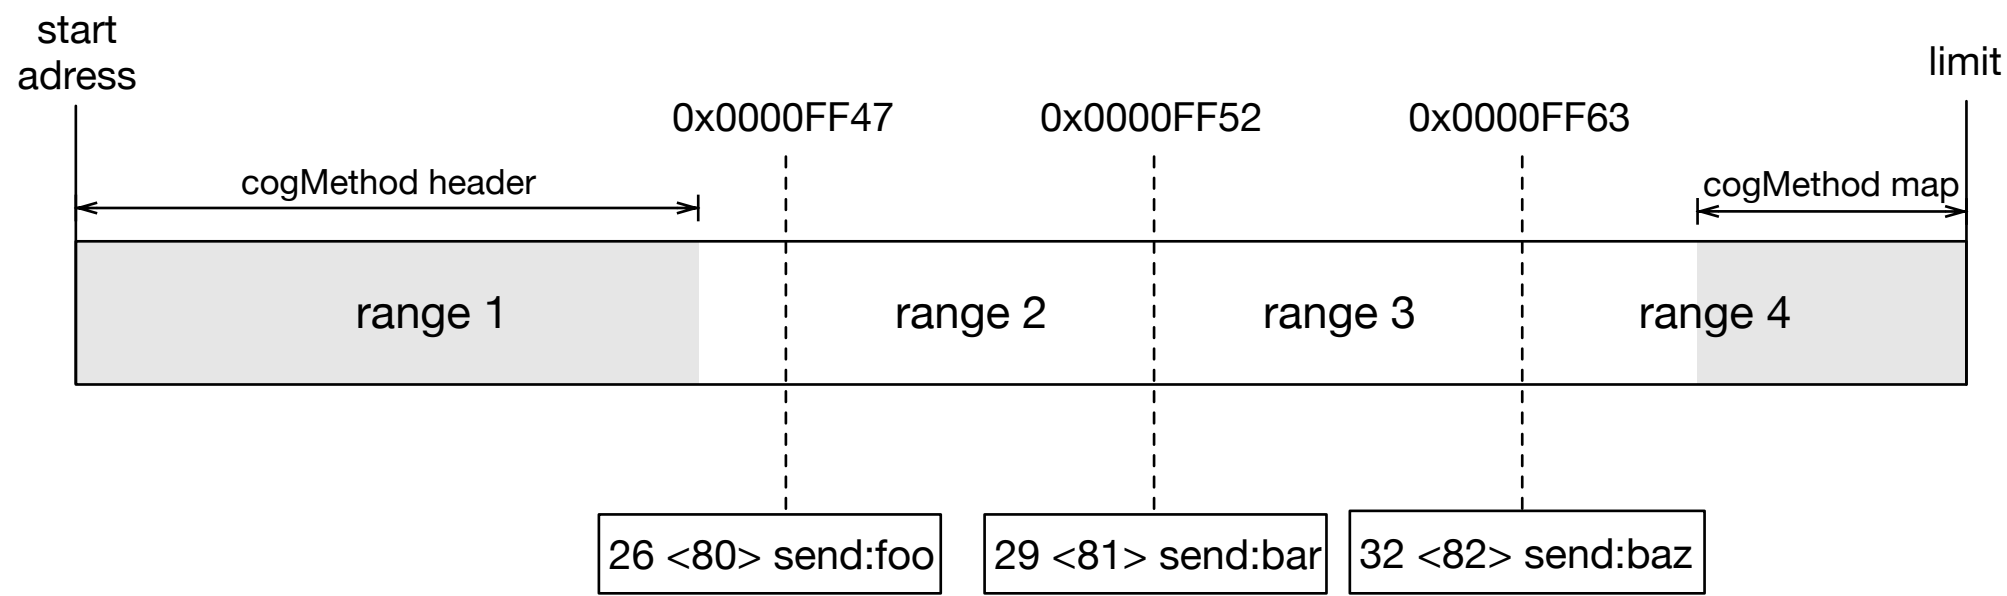 start
adress
limit
0x0000FF47
0x0000FF52
0x0000FF63
cogMethod header
cogMethod map
range 1
range 2
range 3
range 4
26 <80> send:foo
29 <81> send:bar
32 <82> send:baz